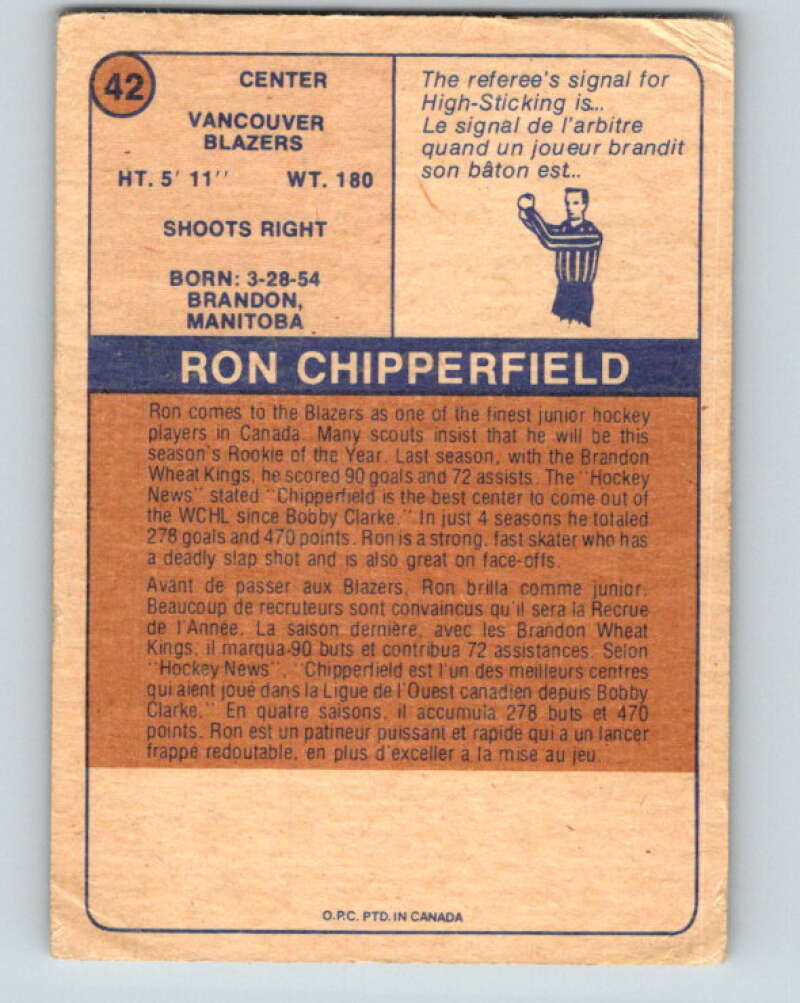 42
CENTER
VANCOUVER
BLAZERS
HT. 5' 11'' WT. 180
SHOOTS RIGHT
BORN: 3-28-54
BRANDON,
MANITOBA
The referee's signal for
High-Sticking is...
Le signal de l'arbitre
quand un joueur brandit
son bâton est...
RON CHIPPERFIELD
Ron comes to the Blazers as one of the finest junior hockey
players in Canada. Many scouts insist that he will be this
season's Rookie of the Year. Last season, with the Brandon
Wheat Kings, he scored 90 goals and 72 assists. The "Hockey
News" stated "Chipperfield is the best center to come out of
the WCHL since Bobby Clarke." In just 4 seasons he totaled
278 goals and 470 points. Ron is a strong, fast skater who has
a deadly slap shot and is also great on face-offs.
Avant de passer aux Blazers, Ron brilla comme junior.
Beaucoup de recruteurs sont convaincus qu'il sera la Recrue
de l'Année. La saison dernière, avec les Brandon Wheat
Kings, il marqua 90 buts et contribua 72 assistances. Selon
"Hockey News", "Chipperfield est l'un des meilleurs centres
qui aient joué dans la Ligue de l'Ouest canadien depuis Bobby
Clarke." En quatre saisons, il accumula 278 buts et 470
points. Ron est un patineur puissant et rapide qui a un lancer
frappé redoutable, en plus d'exceller à la mise au jeu.
O.P.C. PTD. IN CANADA